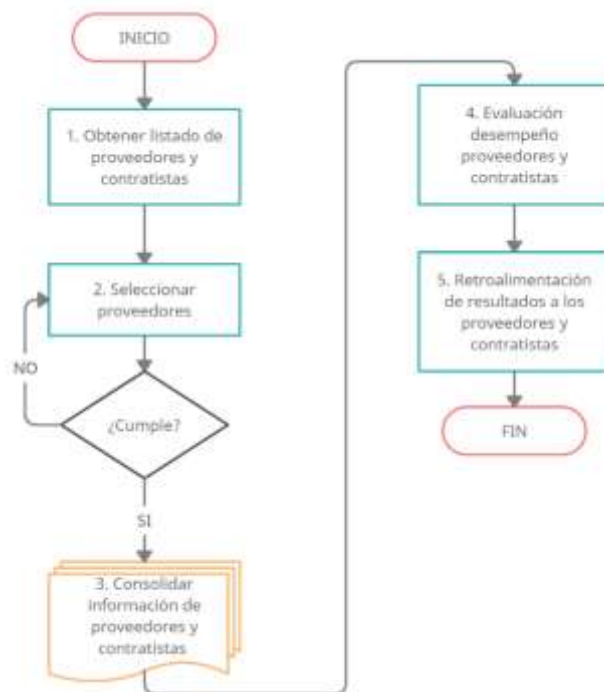 INICIO
1. Obtener listado de
proveedores y
contratistas
2. Seleccionar
proveedores
NO
¿Cumple?
SI
3. Consolidar
información de
proveedores y
contratistas
4. Evaluación
desempeño
proveedores y
contratistas
5. Retroalimentación
de resultados a los
proveedores y
contratistas
FIN